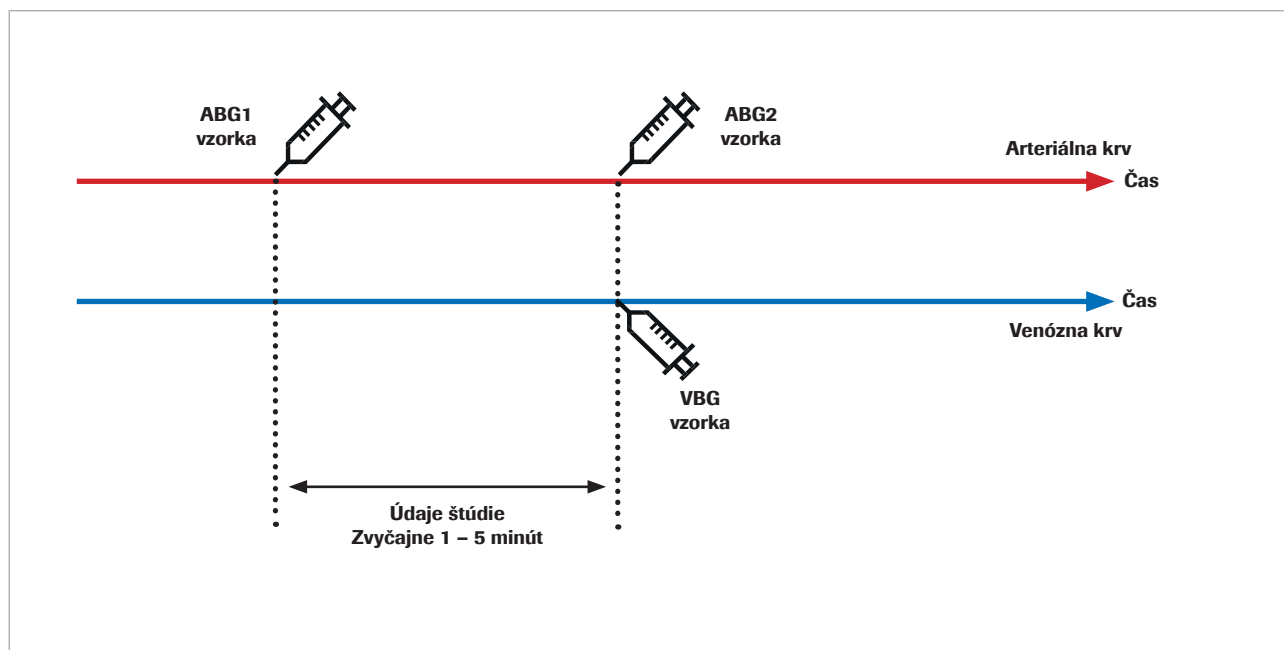 ABG1
vzorka
ABG2
vzorka
Arteriálna krv
Čas
Čas
Venózna krv
VBG
vzorka
Údaje štúdie
Zvyčajne 1 – 5 minút